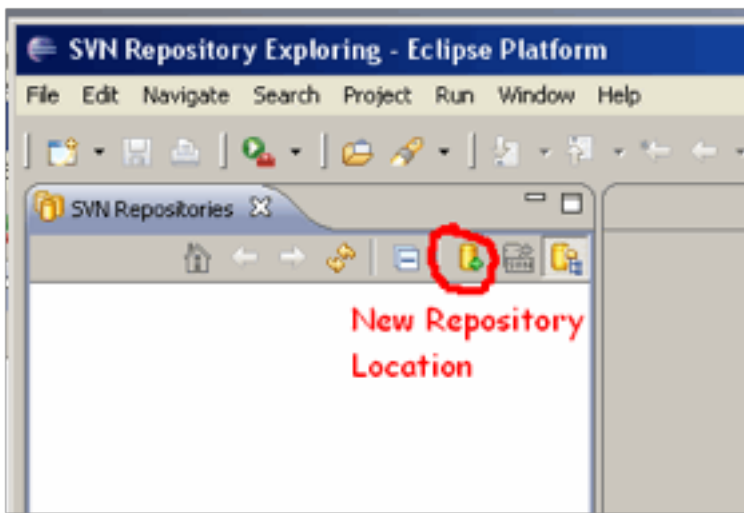 SVN Repository Exploring - Eclipse Platform
File Edit Navigate Search Project Run Window Help
SVN Repositories
New Repository
Location